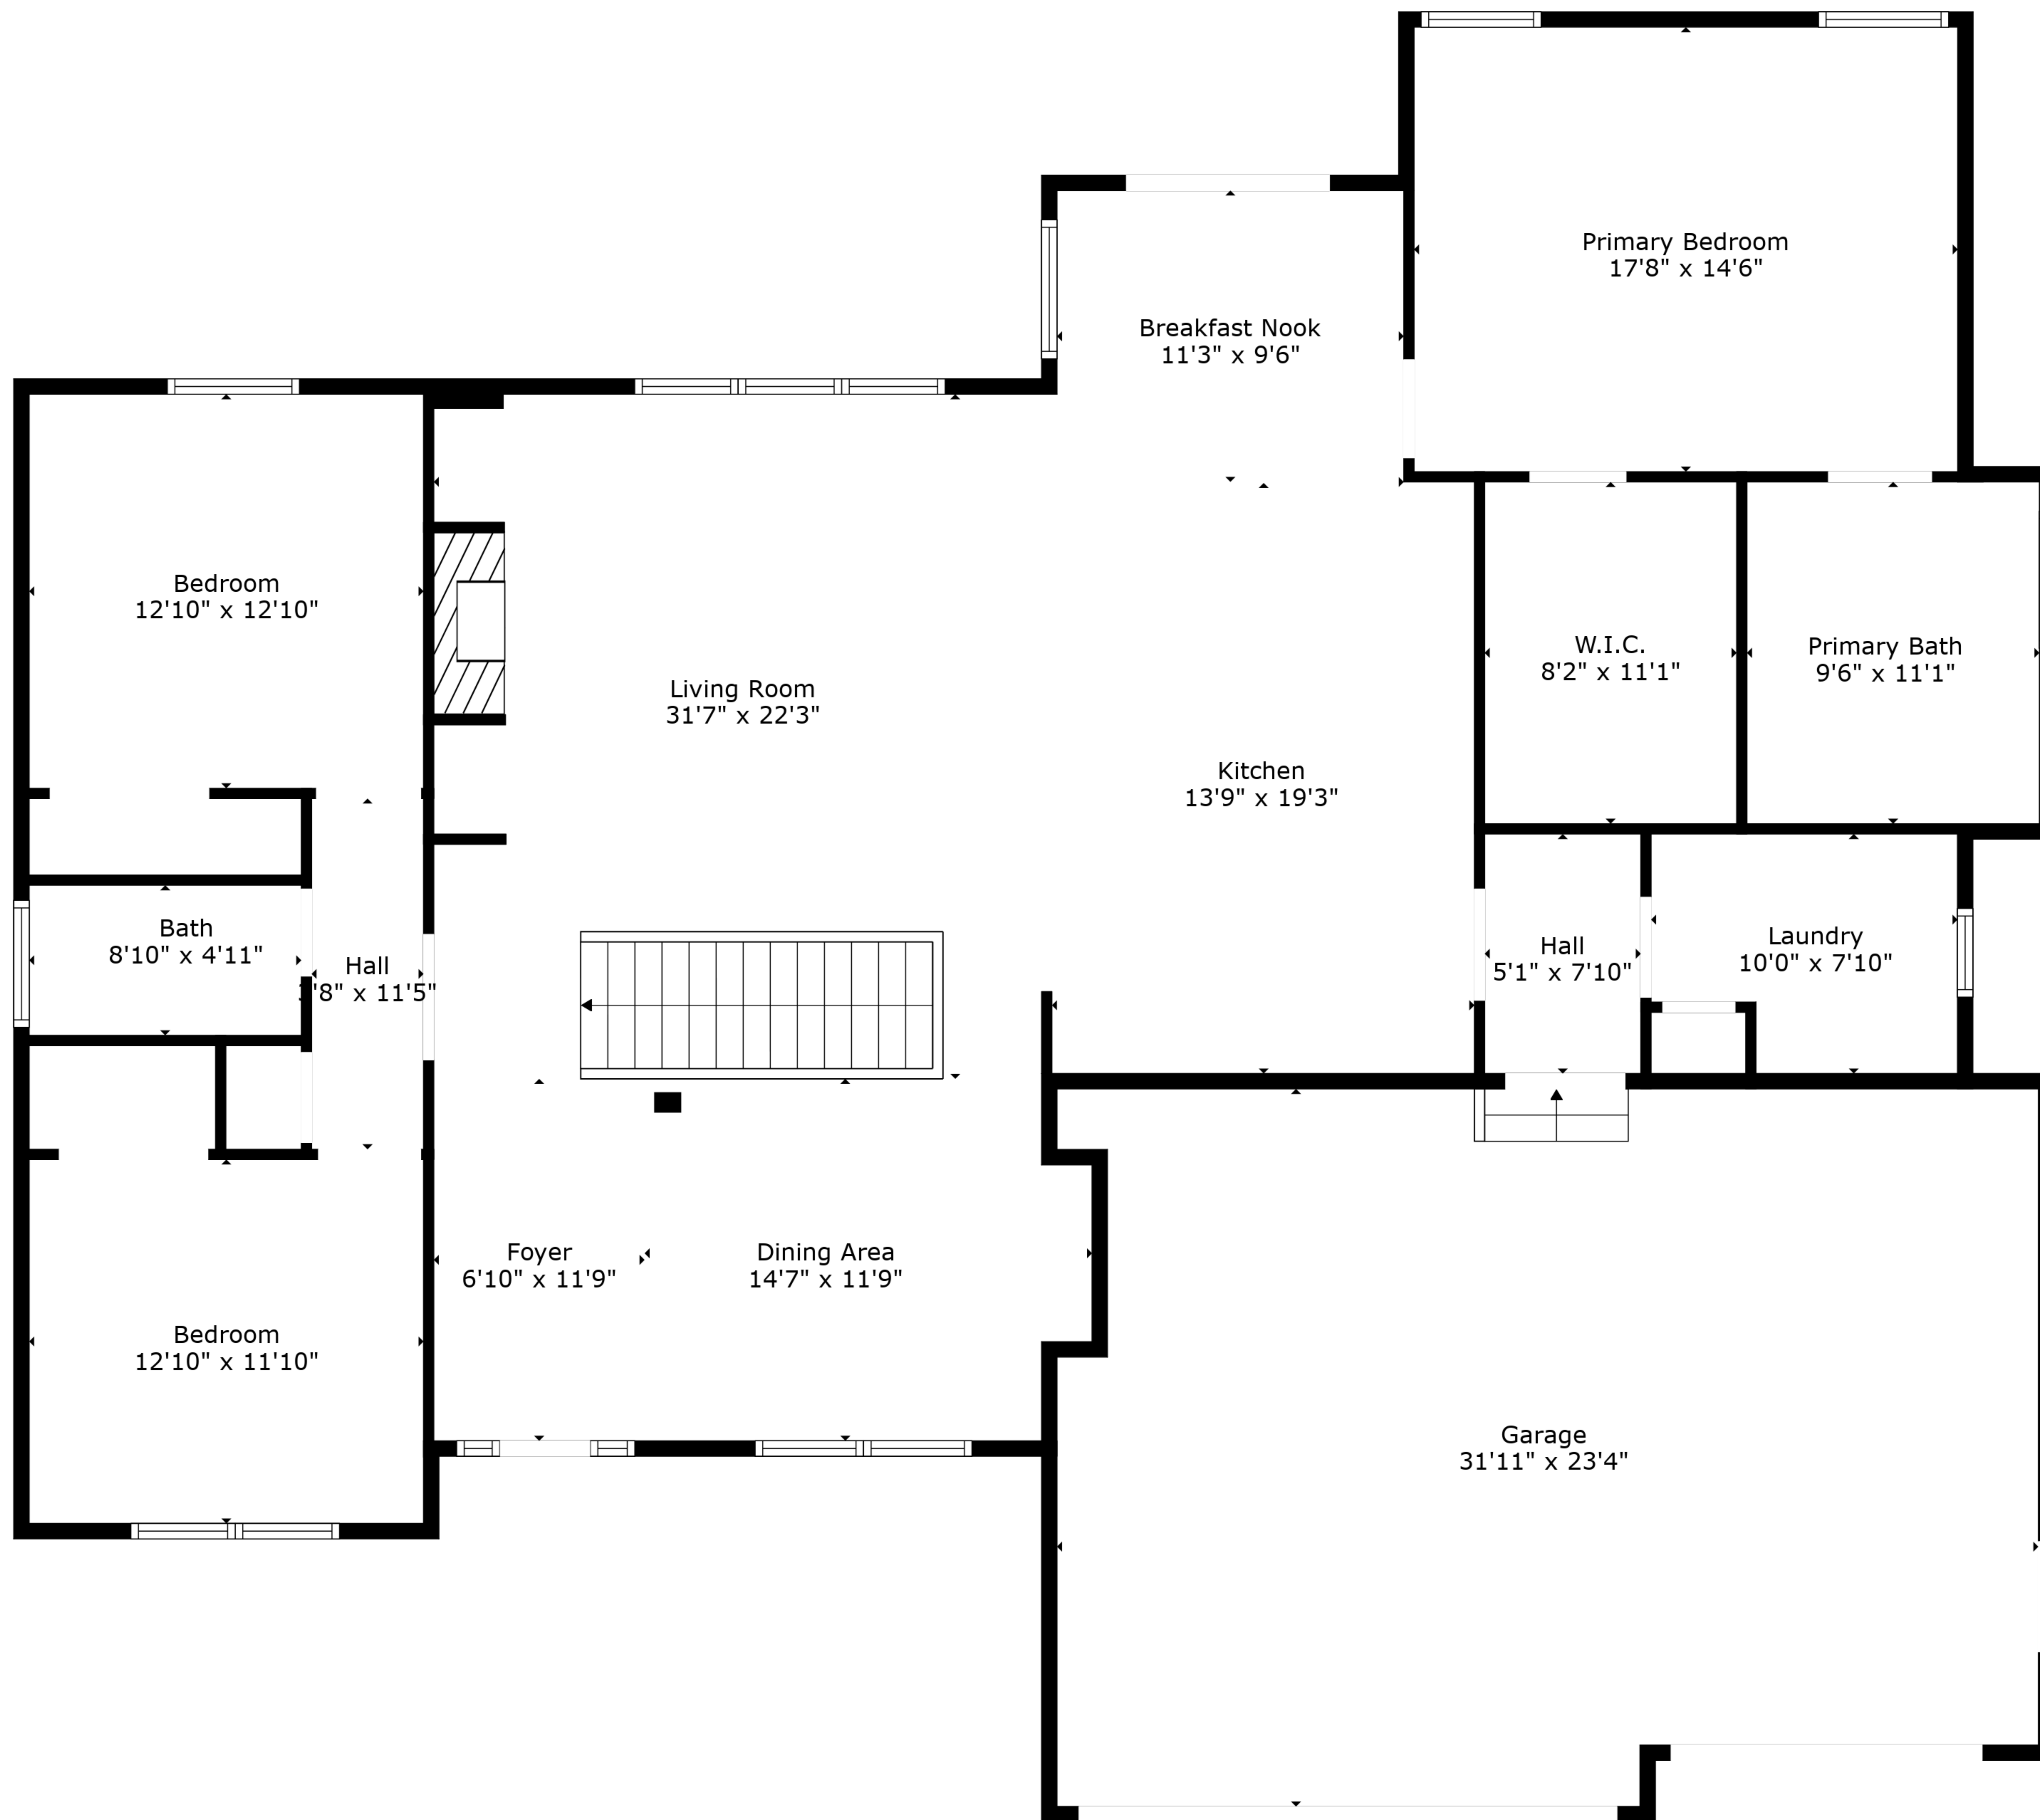 Primary Bedroom
17'8" x 14'6"
Breakfast Nook
11'3" x 9'6"
Bedroom
12'10" x 12'10"
Living Room
31'7" x 22'3"
Kitchen
13'9" x 19'3"
W.I.C.
8'2" x 11'1"
Primary Bath
9'6" x 11'1"
Bath
8'10" x 4'11"
Hall
x 11'5"
Hall
5'1" x 7'10"
Laundry
10'0" x 7'10"
Foyer
6'10" x 11'9"
Dining Area
14'7" x 11'9"
Bedroom
12'10" x 11'10"
Garage
31'11" x 23'4"